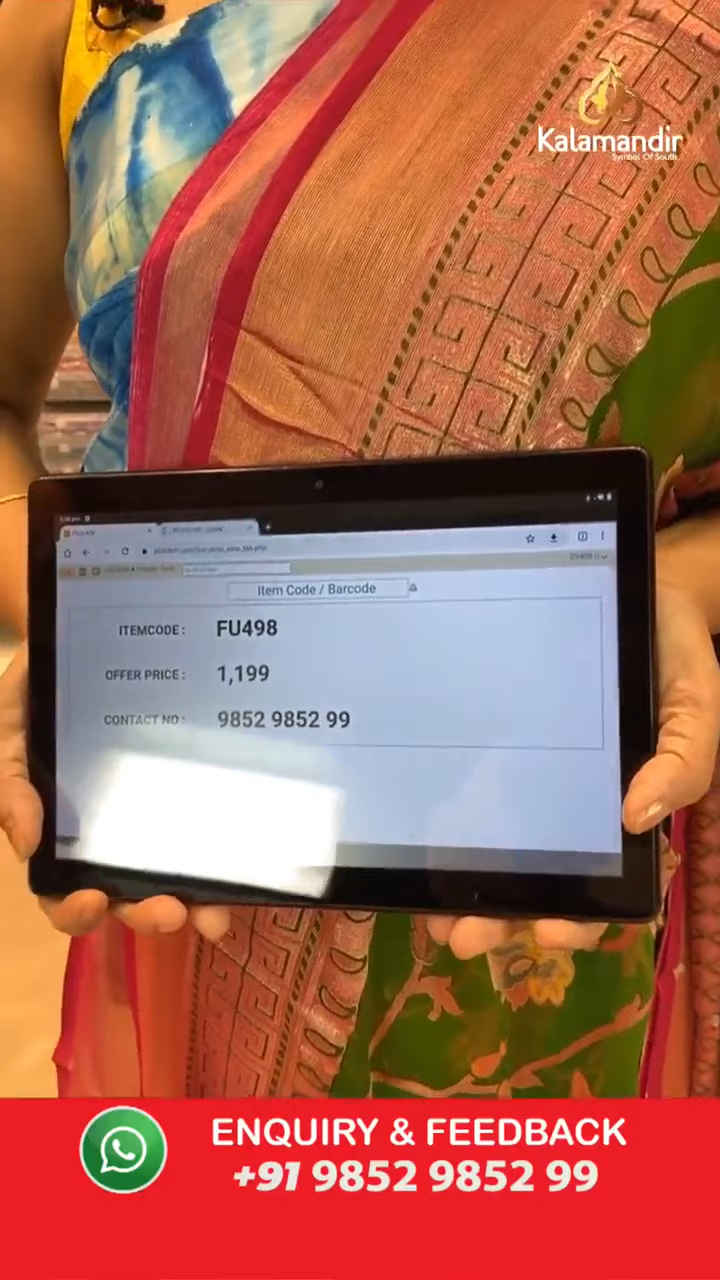 Kalamandir
Symbol Of South
Item Code / Barcode
ITEMCODE : FU498
OFFER PRICE : 1,199
CONTACT NO : 9852 9852 99
ENQUIRY & FEEDBACK
+91 9852 9852 99